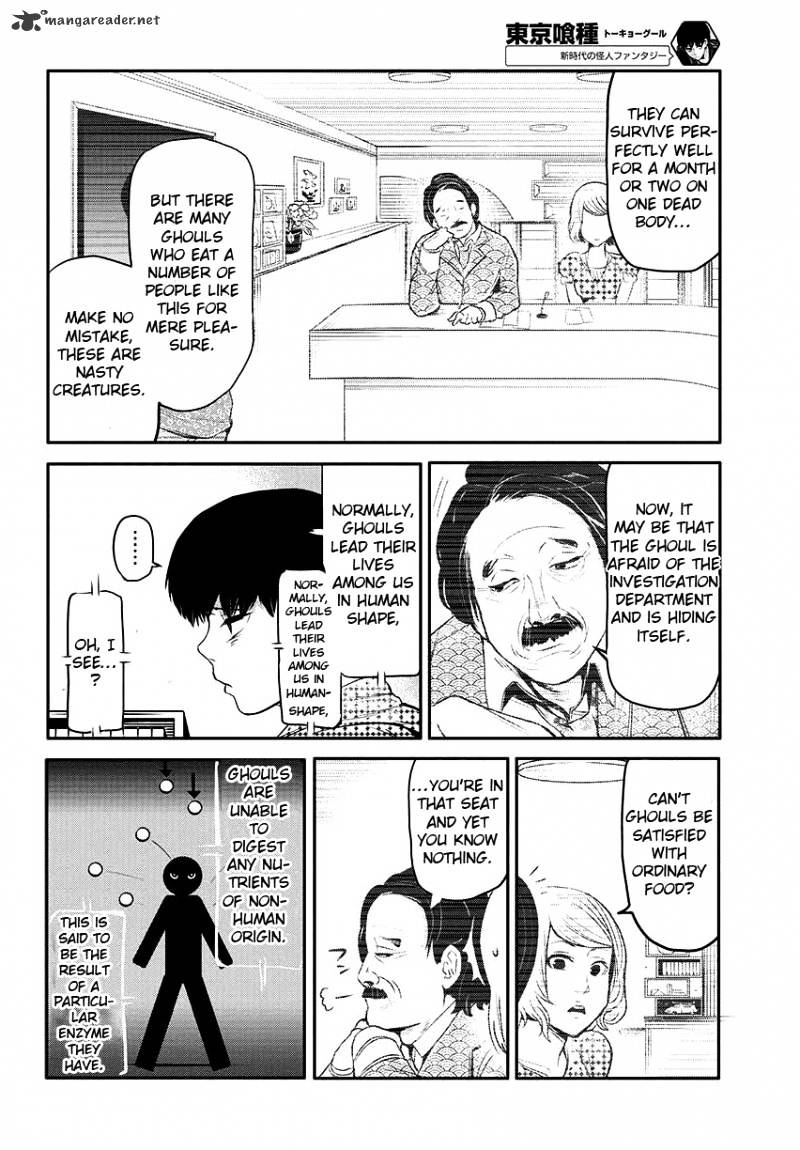 mangareader.net
東京喰種 トーキョーグール
新時代の怪人ファンタジー
THEY CAN
SURVIVE PER-
FECTLY WELL
FOR A MONTH
OR TWO ON
ONE DEAD
BODY...
BUT THERE
ARE MANY
GHOULS
WHO EAT A
NUMBER OF
PEOPLE LIKE
THIS FOR
MERE PLEA-
SURE.
MAKE NO
MISTAKE,
THESE ARE
NASTY
CREATURES.
NOW, IT
MAY BE THAT
THE GHOUL IS
AFRAID OF THE
INVESTIGATION
DEPARTMENT
AND IS HIDING
ITSELF.
NORMALLY,
GHOULS
LEAD THEIR
LIVES
AMONG US
IN HUMAN
SHAPE,
NOR-
MALLY,
GHOULS
LEAD
THEIR
LIVES
AMONG
US IN
HUMAN-
SHAPE,
......
OH, I
SEE...
?
CAN'T
GHOULS BE
SATISFIED
WITH
ORDINARY
FOOD?
...YOU'RE IN
THAT SEAT
AND YET
YOU KNOW
NOTHING.
GHOULS
ARE
UNABLE
TO
DIGEST
ANY NU-
TRIENTS
OF NON-
HUMAN
ORIGIN.
THIS IS
SAID TO
BE THE
RESULT
OF A
PARTICU-
LAR
ENZYME
THEY
HAVE.